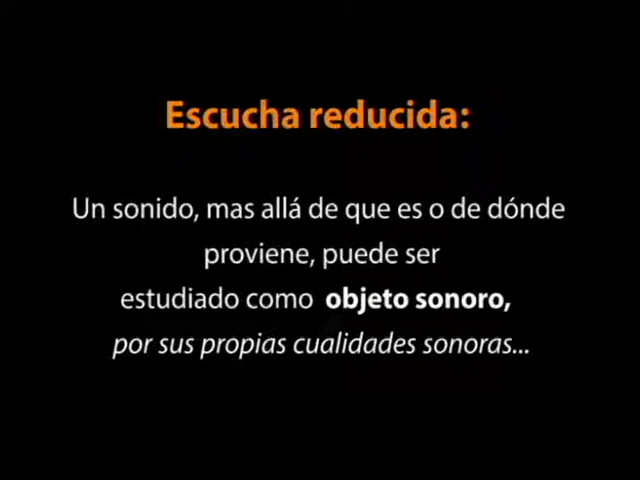 Escucha reducida:
Un sonido, mas allá de que es o de dónde
proviene, puede ser
estudiado como objeto sonoro,
por sus propias cualidades sonoras...